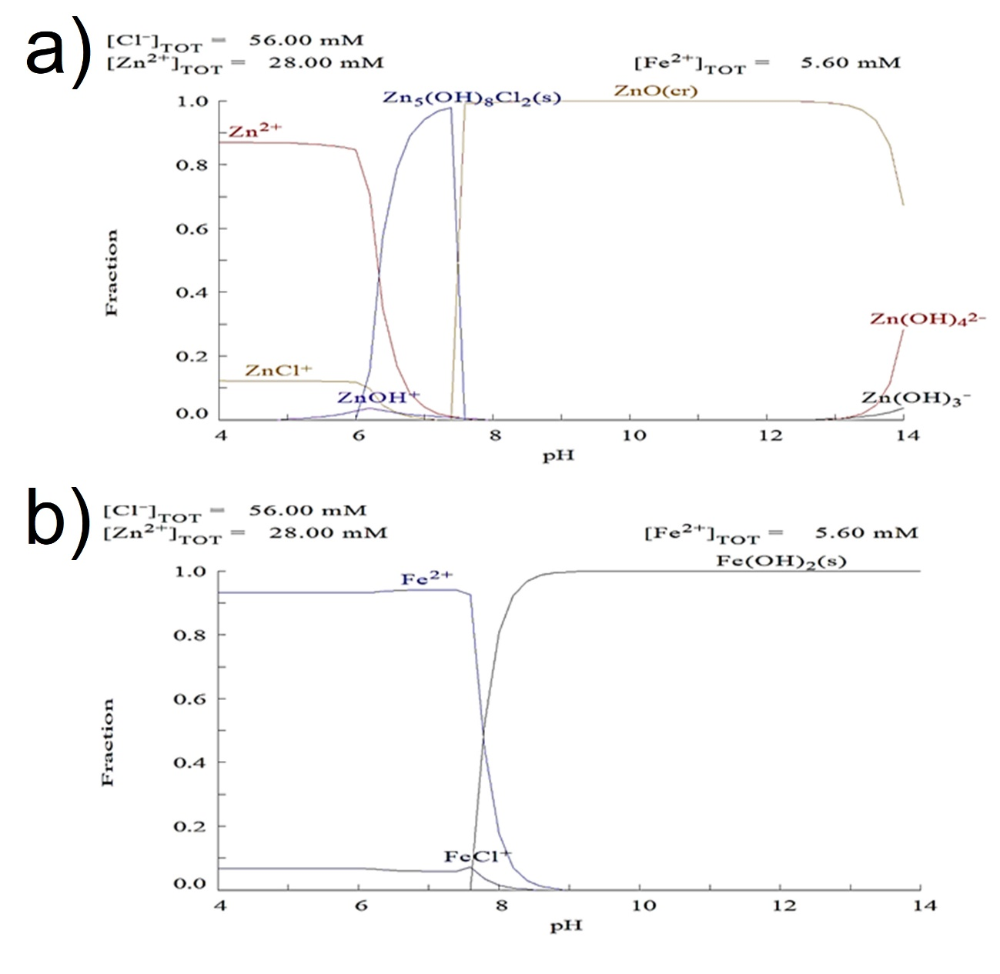 a)
[Cl⁻]TOT = 56.00 mM
[Zn²⁺]TOT = 28.00 mM
[Fe²⁺]TOT = 5.60 mM
Zn₅(OH)₈Cl₂(s)
ZnO(cr)
1.0
Zn²⁺
0.8
0.6
Fraction
0.4
Zn(OH)₄²⁻
0.2
ZnCl⁺
ZnOH⁺
Zn(OH)₃⁻
0.0
4 6 8 10 12 14
pH
b)
[Cl⁻]TOT = 56.00 mM
[Zn²⁺]TOT = 28.00 mM
[Fe²⁺]TOT = 5.60 mM
Fe(OH)₂(s)
1.0
Fe²⁺
0.8
0.6
Fraction
0.4
0.2
FeCl⁺
0.0
4 6 8 10 12 14
pH